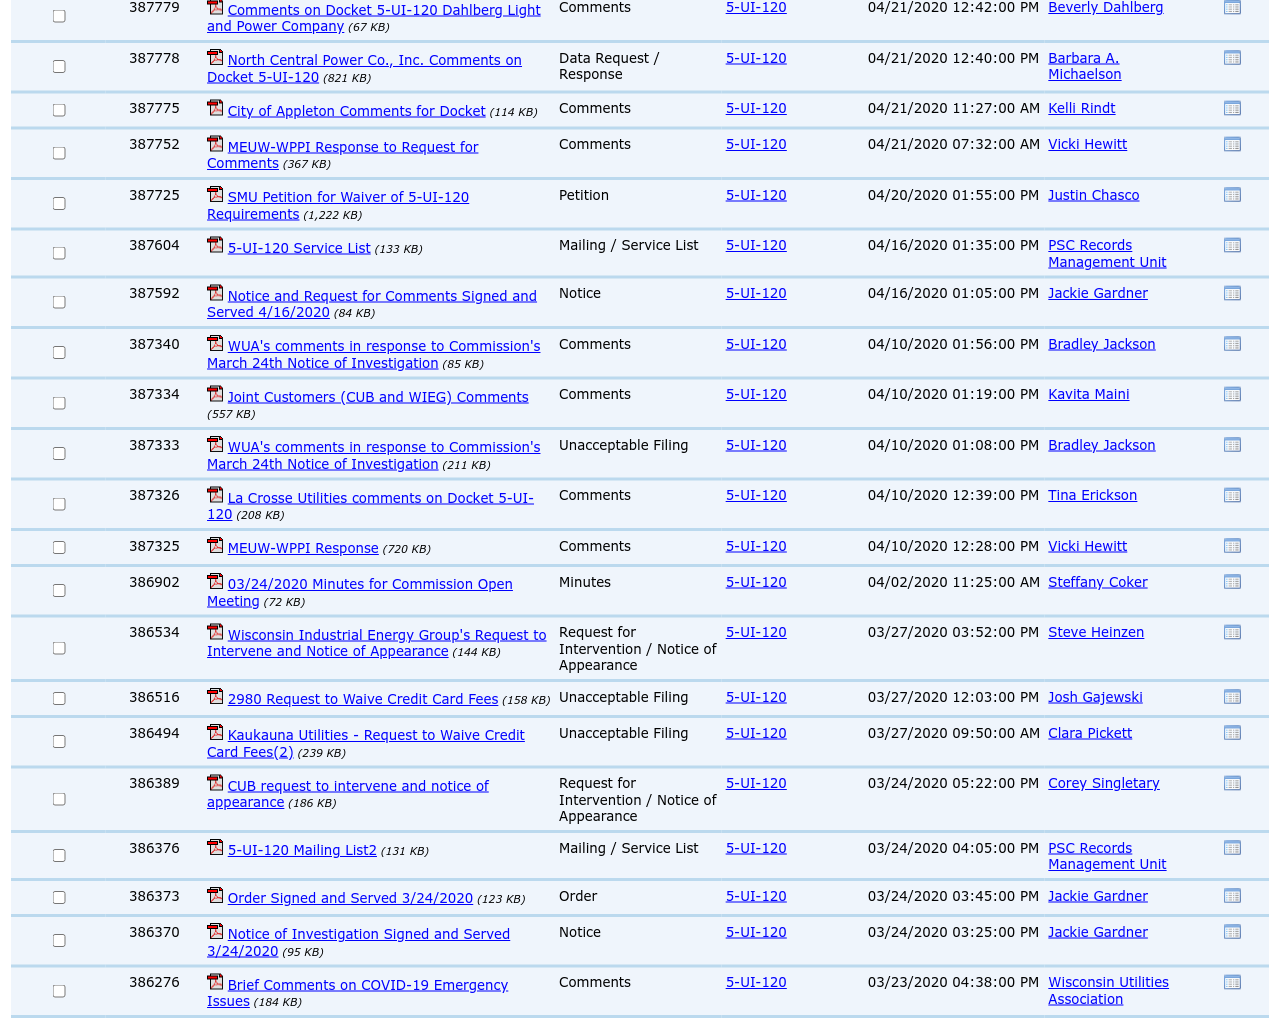 387779 Comments on Docket 5-UI-120 Dahlberg Light Comments 5-UI-120 04/21/2020 12:42:00 PM Beverly Dahlberg
and Power Company (67 KB)
387778 North Central Power Co., Inc. Comments on Data Request / 5-UI-120 04/21/2020 12:40:00 PM Barbara A.
Docket 5-UI-120 (821 KB) Response Michaelson
387775 City of Appleton Comments for Docket (114 KB) Comments 5-UI-120 04/21/2020 11:27:00 AM Kelli Rindt
387752 MEUW-WPPI Response to Request for Comments 5-UI-120 04/21/2020 07:32:00 AM Vicki Hewitt
Comments (367 KB)
387725 SMU Petition for Waiver of 5-UI-120 Petition 5-UI-120 04/20/2020 01:55:00 PM Justin Chasco
Requirements (1,222 KB)
387604 5-UI-120 Service List (133 KB) Mailing / Service List 5-UI-120 04/16/2020 01:35:00 PM PSC Records
Management Unit
387592 Notice and Request for Comments Signed and Notice 5-UI-120 04/16/2020 01:05:00 PM Jackie Gardner
Served 4/16/2020 (84 KB)
387340 WUA's comments in response to Commission's Comments 5-UI-120 04/10/2020 01:56:00 PM Bradley Jackson
March 24th Notice of Investigation (85 KB)
387334 Joint Customers (CUB and WIEG) Comments Comments 5-UI-120 04/10/2020 01:19:00 PM Kavita Maini
(557 KB)
387333 WUA's comments in response to Commission's Unacceptable Filing 5-UI-120 04/10/2020 01:08:00 PM Bradley Jackson
March 24th Notice of Investigation (211 KB)
387326 La Crosse Utilities comments on Docket 5-UI- Comments 5-UI-120 04/10/2020 12:39:00 PM Tina Erickson
120 (208 KB)
387325 MEUW-WPPI Response (720 KB) Comments 5-UI-120 04/10/2020 12:28:00 PM Vicki Hewitt
386902 03/24/2020 Minutes for Commission Open Minutes 5-UI-120 04/02/2020 11:25:00 AM Steffany Coker
Meeting (72 KB)
386534 Wisconsin Industrial Energy Group's Request to Request for 5-UI-120 03/27/2020 03:52:00 PM Steve Heinzen
Intervene and Notice of Appearance (144 KB) Intervention / Notice of
Appearance
386516 2980 Request to Waive Credit Card Fees (158 KB) Unacceptable Filing 5-UI-120 03/27/2020 12:03:00 PM Josh Gajewski
386494 Kaukauna Utilities - Request to Waive Credit Unacceptable Filing 5-UI-120 03/27/2020 09:50:00 AM Clara Pickett
Card Fees(2) (239 KB)
386389 CUB request to intervene and notice of Request for 5-UI-120 03/24/2020 05:22:00 PM Corey Singletary
appearance (186 KB) Intervention / Notice of
Appearance
386376 5-UI-120 Mailing List2 (131 KB) Mailing / Service List 5-UI-120 03/24/2020 04:05:00 PM PSC Records
Management Unit
386373 Order Signed and Served 3/24/2020 (123 KB) Order 5-UI-120 03/24/2020 03:45:00 PM Jackie Gardner
386370 Notice of Investigation Signed and Served Notice 5-UI-120 03/24/2020 03:25:00 PM Jackie Gardner
3/24/2020 (95 KB)
386276 Brief Comments on COVID-19 Emergency Comments 5-UI-120 03/23/2020 04:38:00 PM Wisconsin Utilities
Issues (184 KB) Association